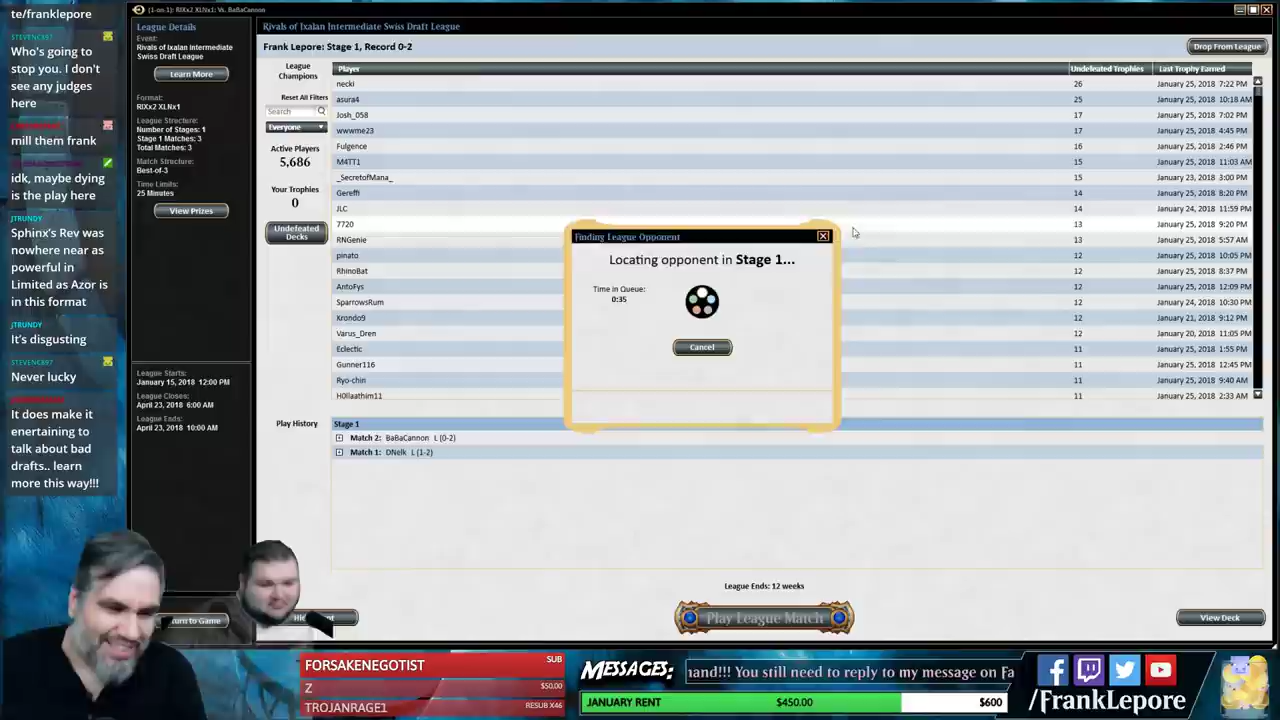 te/franklepore
STEVENC897
Who's going to
stop you. I don't
see any judges
here
mill them frank
idk, maybe dying
is the play here
JTRUNDY
Sphinx's Rev was
nowhere near as
powerful in
Limited as Azor is
in this format
JTRUNDY
It's disgusting
STEVENC897
Never lucky
It does make it
enertaining to
talk about bad
drafts.. learn
more this way!!!
(1-on-1): RIXx2 XLNx1: Vs. BaBaCannon
League Details
Event:
Rivals of Ixalan Intermediate
Swiss Draft League
Learn More
Format:
RIXx2 XLNx1
League Structure:
Number of Stages: 1
Stage 1 Matches: 3
Total Matches: 3
Match Structure:
Best-of-3
Time Limits:
25 Minutes
View Prizes
League Starts:
January 15, 2018 12:00 PM
League Closes:
April 23, 2018 6:00 AM
League Ends:
April 23, 2018 10:00 AM
Rivals of Ixalan Intermediate Swiss Draft League
Frank Lepore: Stage 1, Record 0-2
Drop From League
League
Champions
Reset All Filters
Search
Everyone
Active Players
5,686
Your Trophies
0
Undefeated
Decks
Player Undefeated Trophies Last Trophy Earned
necki 26 January 25, 2018 7:22 PM
asura4 25 January 25, 2018 10:18 AM
Josh_058 17 January 25, 2018 7:02 PM
wwwme23 17 January 25, 2018 4:45 PM
Fulgence 16 January 25, 2018 2:46 PM
M4TT1 15 January 25, 2018 11:03 AM
_SecretofMana_ 15 January 23, 2018 3:00 PM
Gereffi 14 January 25, 2018 8:20 PM
JLC 14 January 24, 2018 11:59 PM
7720 13 January 25, 2018 9:20 PM
RNGenie 13 January 25, 2018 5:57 AM
pinato 12 January 25, 2018 10:05 PM
RhinoBat 12 January 25, 2018 8:37 PM
AntoFys 12 January 25, 2018 12:09 PM
SparrowsRum 12 January 24, 2018 10:30 PM
Xrondo9 12 January 21, 2018 9:12 PM
Varus_Dren 12 January 20, 2018 11:05 PM
Eclectic 11 January 25, 2018 1:55 PM
Gunner116 11 January 25, 2018 12:45 PM
Ryo-chin 11 January 25, 2018 9:40 AM
H0llaathim11 11 January 25, 2018 2:33 AM
Finding League Opponent
Locating opponent in Stage 1...
Time in Queue:
0:35
Cancel
Play History
Stage 1
Match 2: BaBaCannon L (0-2)
Match 1: DNelk L (1-2)
League Ends: 12 weeks
Play League Match
View Deck
turn to Game
FORSAKENEGOTIST SUB
Z $50.00
TROJANRAGE1 RESUB X46
MESSAGES:
hand!!! You still need to reply to my message on Fa
JANUARY RENT $450.00 $600
/FrankLepore